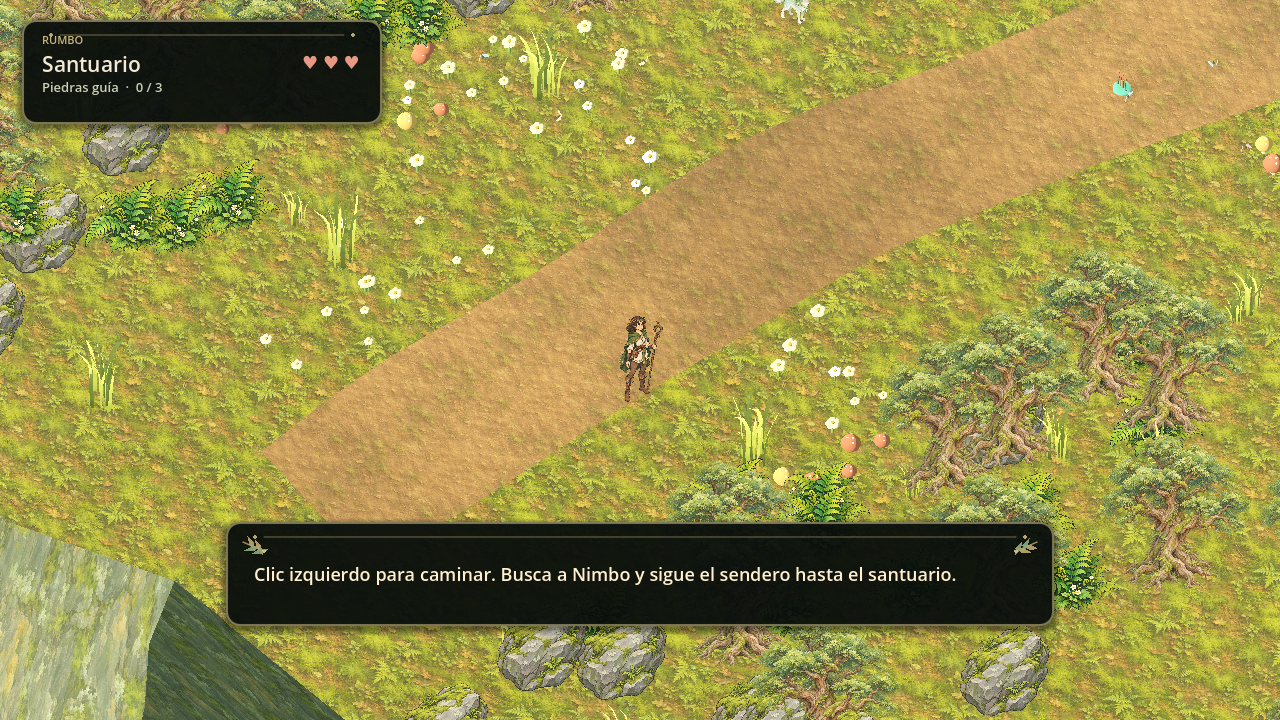 RUMBO
Santuario
Piedras guía · 0 / 3
Clic izquierdo para caminar. Busca a Nimbo y sigue el sendero hasta el santuario.